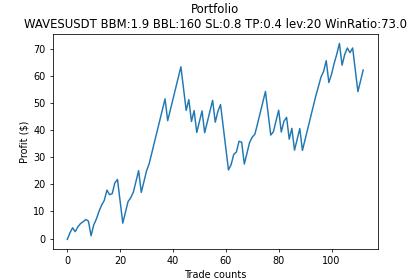 Portfolio
WAVESUSDT BBM:1.9 BBL:160 SL:0.8 TP:0.4 lev:20 WinRatio:73.0
Profit ($)
70
60
50
40
30
20
10
0
0 20 40 60 80 100
Trade counts